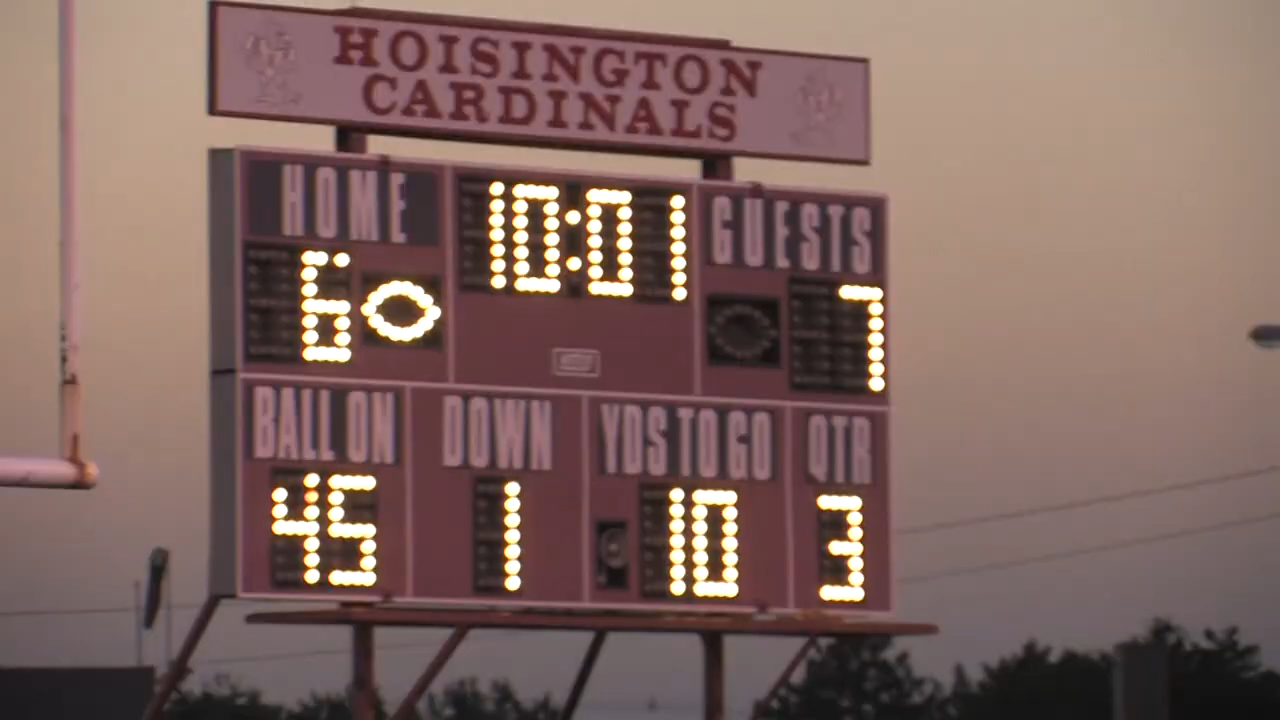 HOISINGTON
CARDINALS
HOME 10:01 GUESTS
6 7
BALL ON DOWN YDS TO GO QTR
45 1 10 3